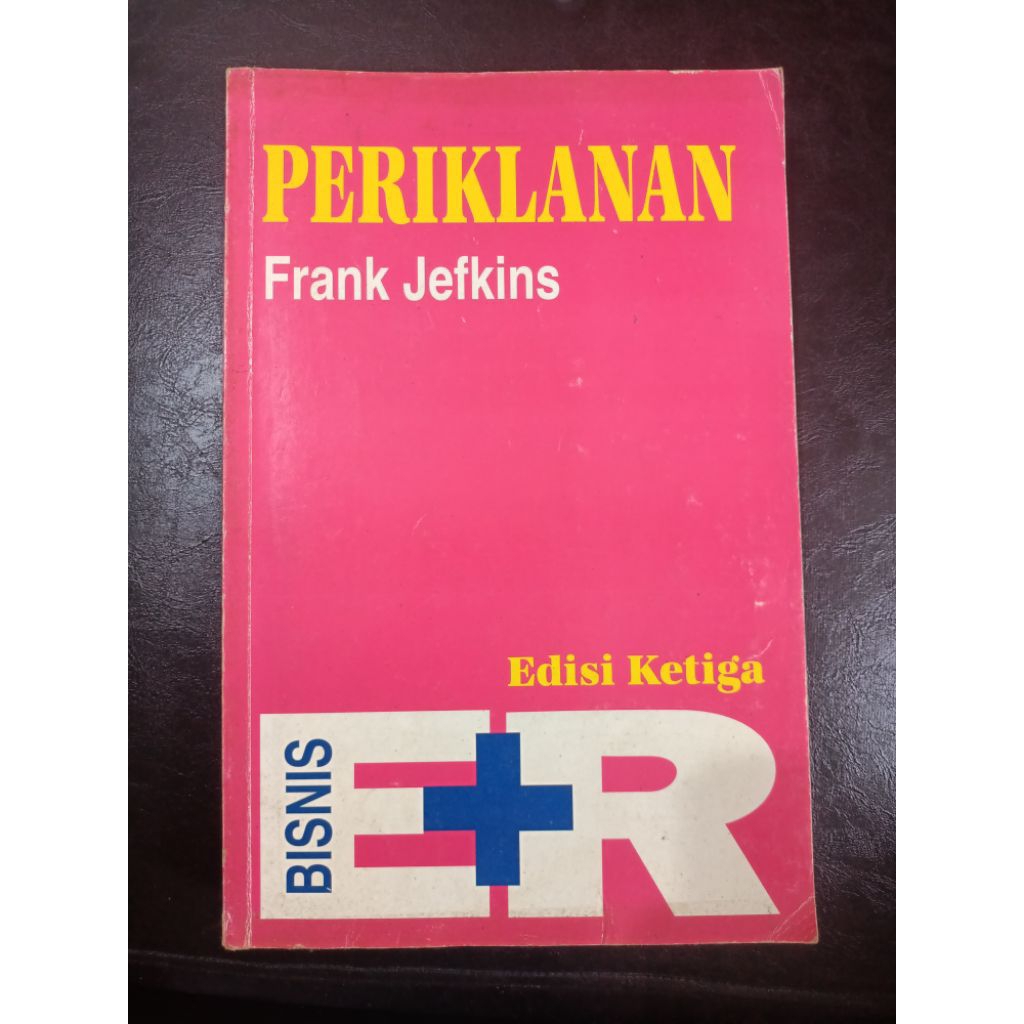 PERIKLANAN
Frank Jefkins
Edisi Ketiga
BISNIS
E+R